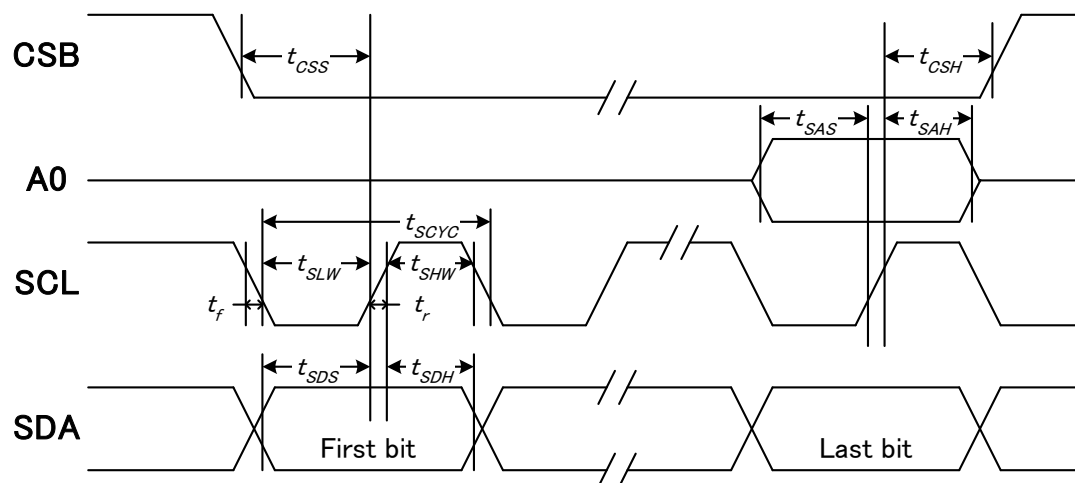 CSB
tCSS
tCSH
tSAS
tSAH
A0
tSCYC
SCL
tSLW
tSHW
tf
tr
tSDS
tSDH
SDA
First bit
Last bit